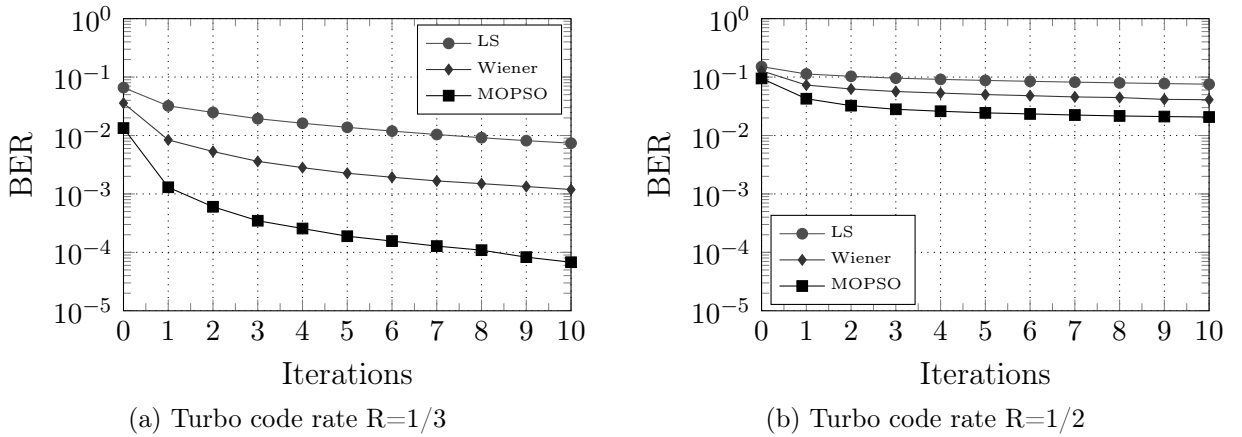 10^0
10^-1
10^-2
10^-3
10^-4
10^-5
BER
0 1 2 3 4 5 6 7 8 9 10
Iterations
LS
Wiener
MOPSO
(a) Turbo code rate R=1/3
10^0
10^-1
10^-2
10^-3
10^-4
10^-5
BER
0 1 2 3 4 5 6 7 8 9 10
Iterations
LS
Wiener
MOPSO
(b) Turbo code rate R=1/2